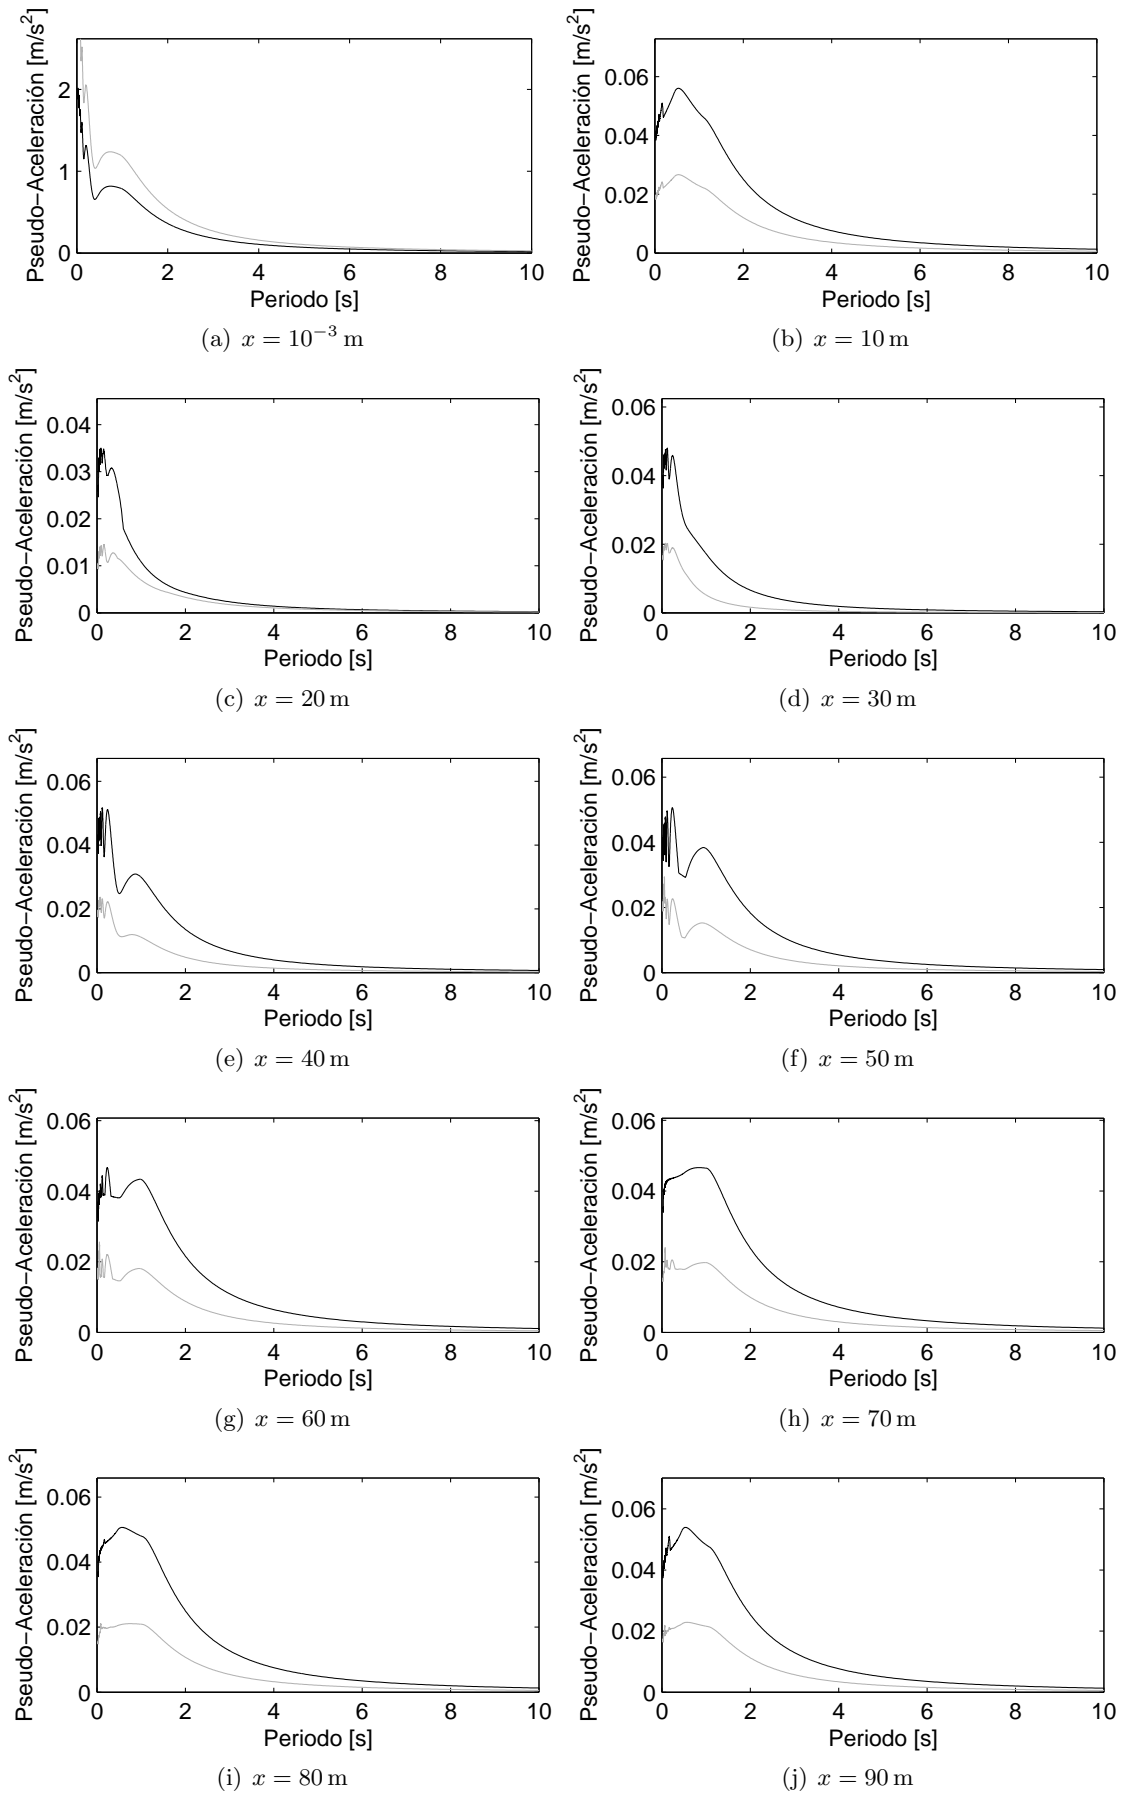 Pseudo−Aceleración [m/s²]
2
1
0
0 2 4 6 8 10
Periodo [s]
(a) x = 10⁻³ m
Pseudo−Aceleración [m/s²]
0.06
0.04
0.02
0
0 2 4 6 8 10
Periodo [s]
(b) x = 10 m
Pseudo−Aceleración [m/s²]
0.04
0.03
0.02
0.01
0
0 2 4 6 8 10
Periodo [s]
(c) x = 20 m
Pseudo−Aceleración [m/s²]
0.06
0.04
0.02
0
0 2 4 6 8 10
Periodo [s]
(d) x = 30 m
Pseudo−Aceleración [m/s²]
0.06
0.04
0.02
0
0 2 4 6 8 10
Periodo [s]
(e) x = 40 m
Pseudo−Aceleración [m/s²]
0.06
0.04
0.02
0
0 2 4 6 8 10
Periodo [s]
(f) x = 50 m
Pseudo−Aceleración [m/s²]
0.06
0.04
0.02
0
0 2 4 6 8 10
Periodo [s]
(g) x = 60 m
Pseudo−Aceleración [m/s²]
0.06
0.04
0.02
0
0 2 4 6 8 10
Periodo [s]
(h) x = 70 m
Pseudo−Aceleración [m/s²]
0.06
0.04
0.02
0
0 2 4 6 8 10
Periodo [s]
(i) x = 80 m
Pseudo−Aceleración [m/s²]
0.06
0.04
0.02
0
0 2 4 6 8 10
Periodo [s]
(j) x = 90 m